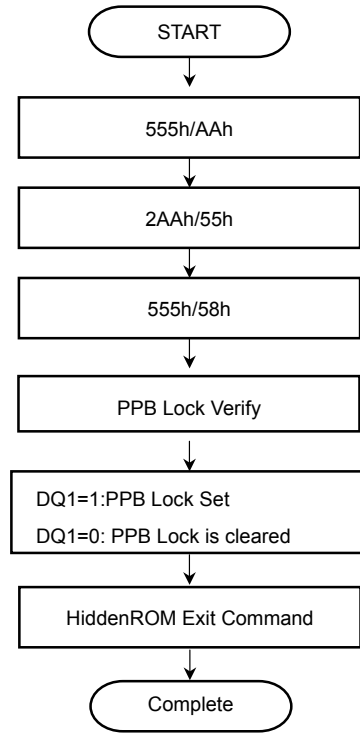 START
555h/AAh
2AAh/55h
555h/58h
PPB Lock Verify
DQ1=1:PPB Lock Set
DQ1=0: PPB Lock is cleared
HiddenROM Exit Command
Complete